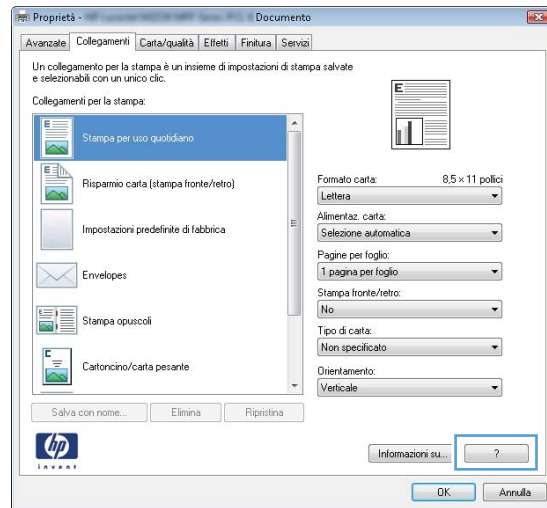 Proprietà - Documento
Avanzate Collegamenti Carta/qualità Effetti Finitura Servizi
Un collegamento per la stampa è un insieme di impostazioni di stampa salvate
e selezionabili con un unico clic.
Collegamenti per la stampa:
E
Stampa per uso quotidiano
Risparmio carta (stampa fronte/retro)
Impostazioni predefinite di fabbrica
Envelopes
Stampa opuscoli
Cartoncino/carta pesante
Salva con nome... Elimina Ripristina
E
Formato carta: 8,5 × 11 pollici
Lettera
Alimentaz. carta:
Selezione automatica
Pagine per foglio:
1 pagina per foglio
Stampa fronte/retro:
No
Tipo di carta:
Non specificato
Orientamento:
Verticale
hp
invent
Informazioni su... ?
OK Annulla